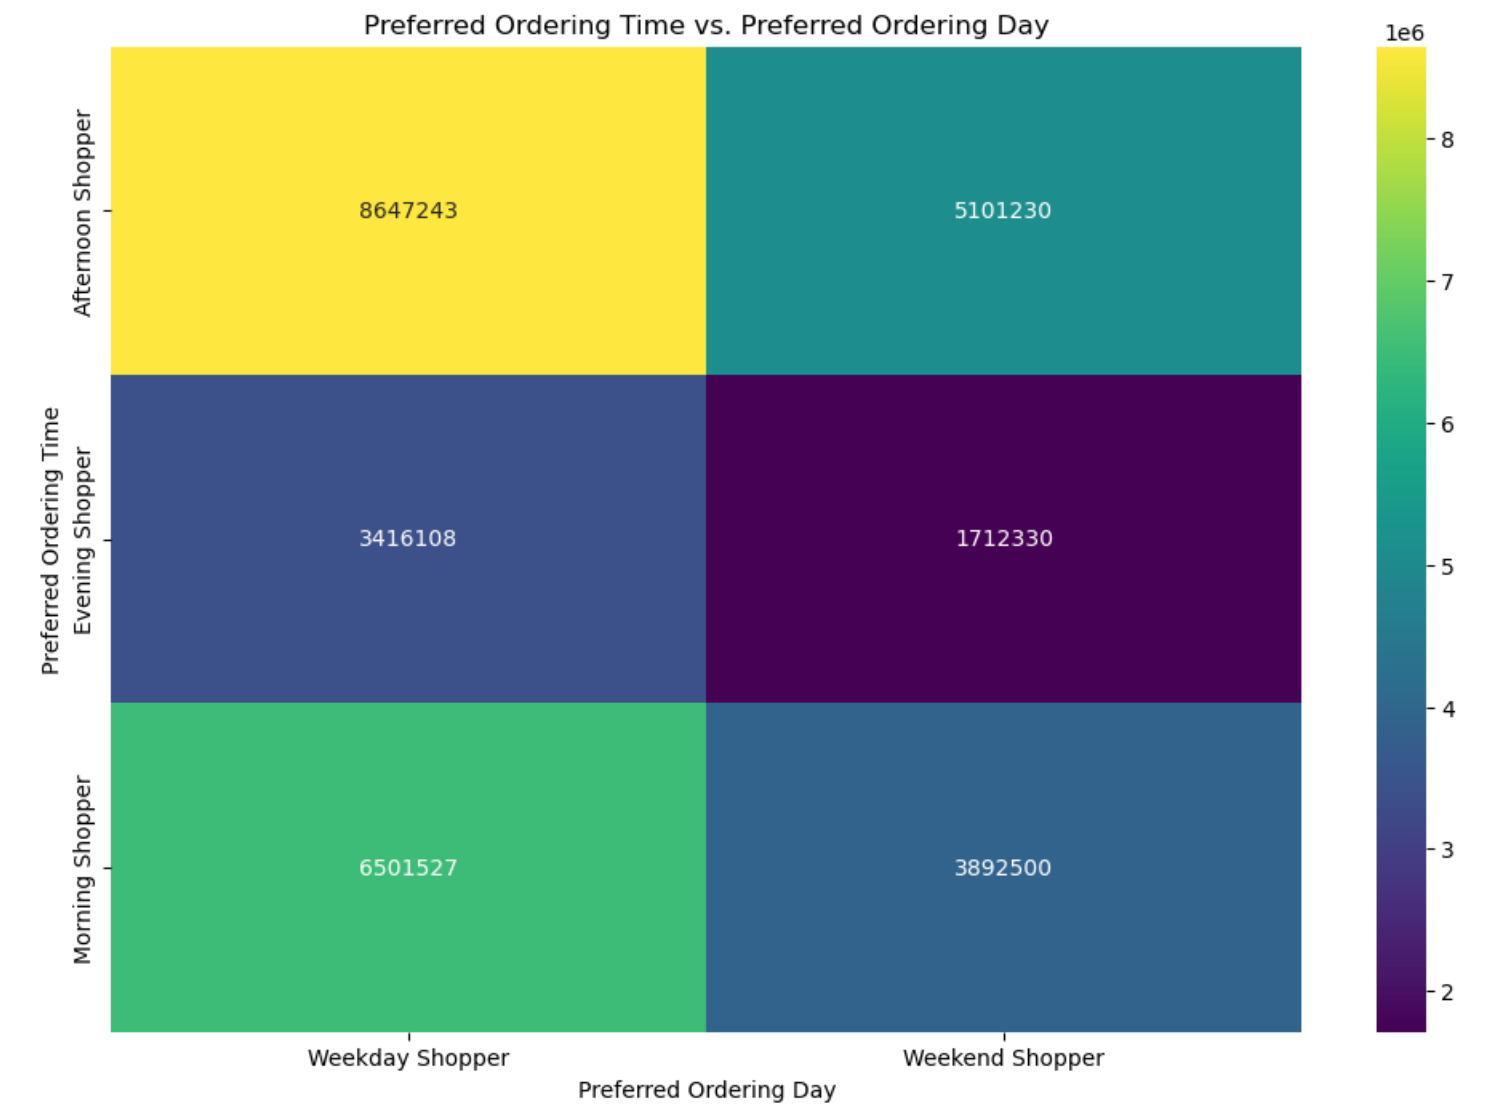 Preferred Ordering Time vs. Preferred Ordering Day
1e6
Afternoon Shopper
8647243
5101230
8
7
6
Preferred Ordering Time
Evening Shopper
3416108
1712330
5
4
Morning Shopper
6501527
3892500
3
2
Weekday Shopper
Weekend Shopper
Preferred Ordering Day